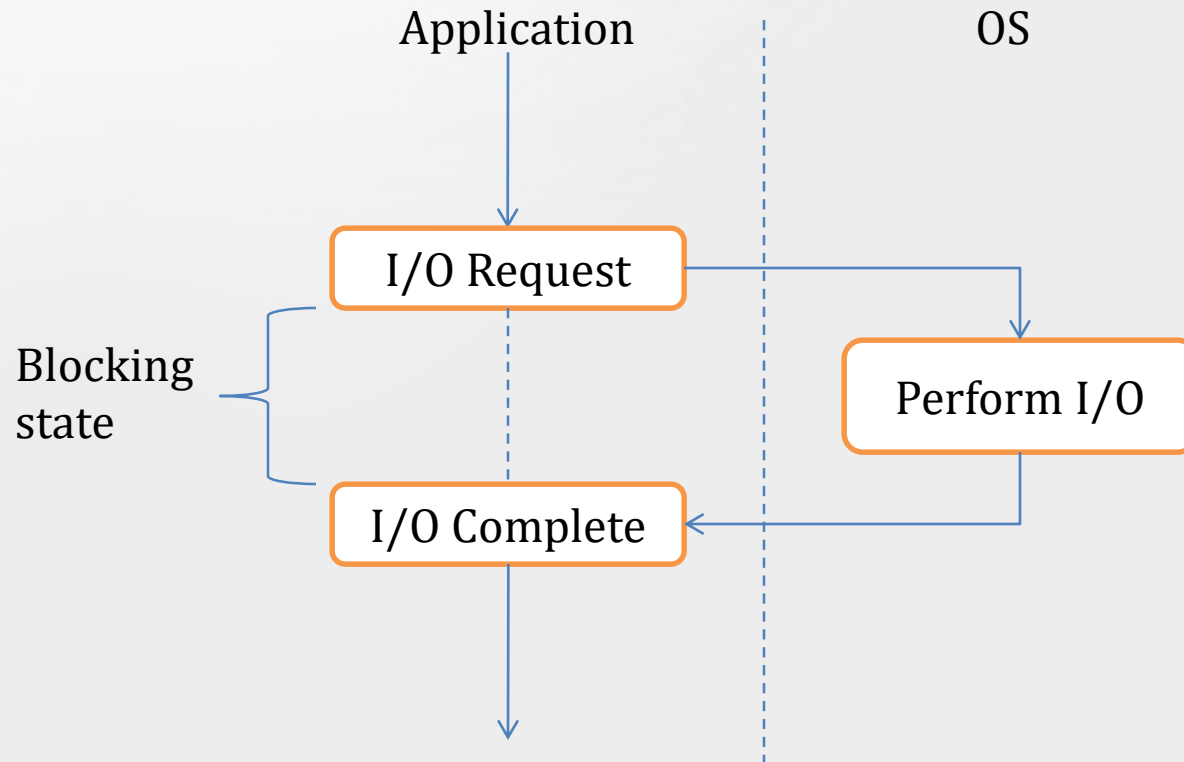 Application
OS
I/O Request
Blocking
state
Perform I/O
I/O Complete